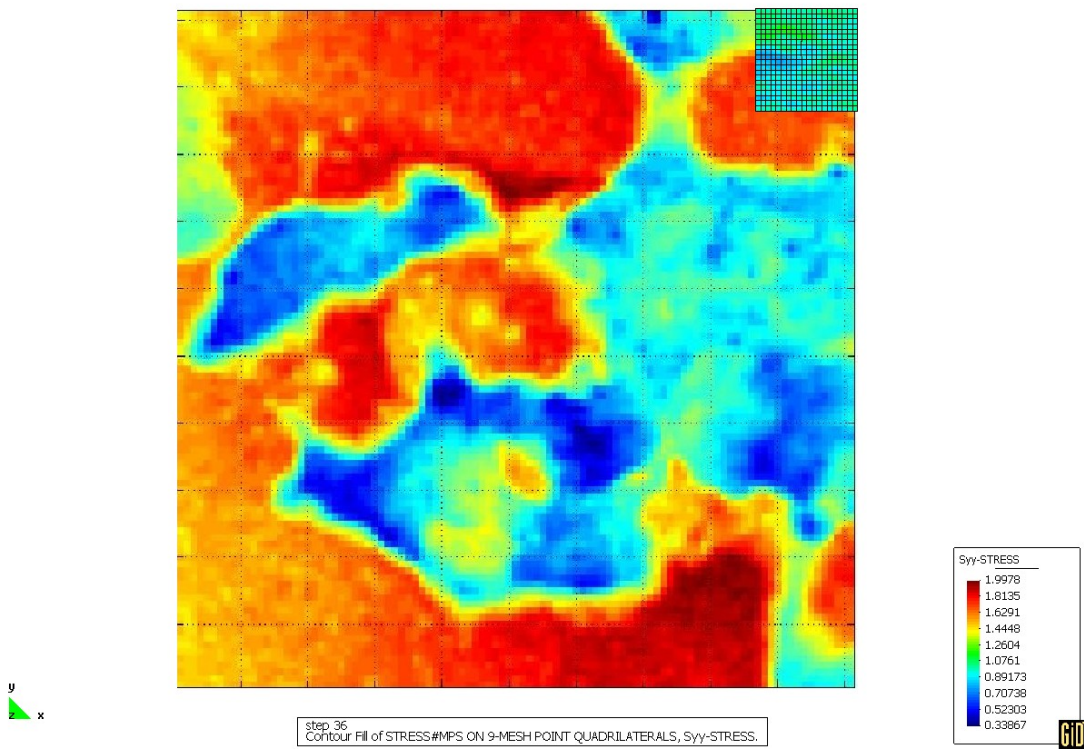 Syy-STRESS
1.9978
1.8135
1.6291
1.4448
1.2604
1.0761
0.89173
0.70738
0.52303
0.33867
y
z x
step 36
Contour Fill of STRESS#MPS ON 9-MESH POINT QUADRILATERALS, Syy-STRESS.
GiD